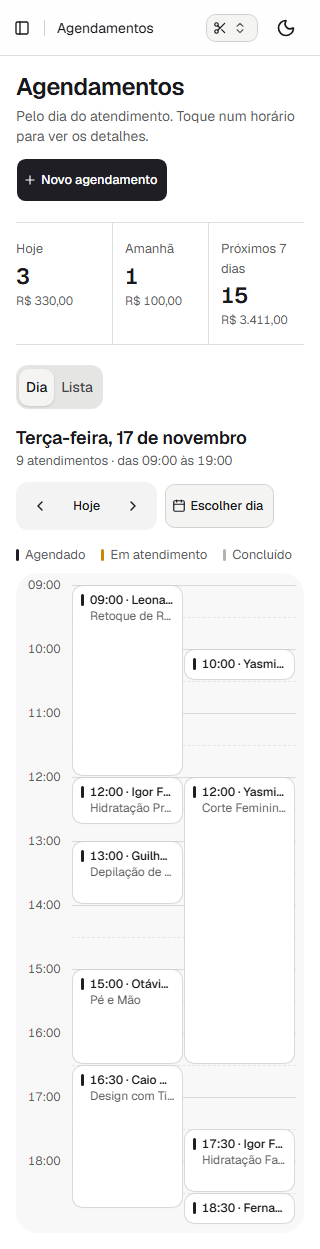 Agendamentos
Agendamentos
Pelo dia do atendimento. Toque num horário
para ver os detalhes.
+ Novo agendamento
Hoje
3
R$ 330,00
Amanhã
1
R$ 100,00
Próximos 7
dias
15
R$ 3.411,00
Dia
Lista
Terça-feira, 17 de novembro
9 atendimentos · das 09:00 às 19:00
Hoje
Escolher dia
Agendado
Em atendimento
Concluído
09:00
09:00 · Leona...
Retoque de R...
10:00
10:00 · Yasmi...
11:00
12:00
12:00 · Igor F...
Hidratação Pr...
12:00 · Yasmi...
Corte Feminin...
13:00
13:00 · Guilh...
Depilação de ...
14:00
15:00
15:00 · Otávi...
Pé e Mão
16:00
16:30 · Caio ...
Design com Ti...
17:00
17:30 · Igor F...
Hidratação Fa...
18:00
18:30 · Ferna...